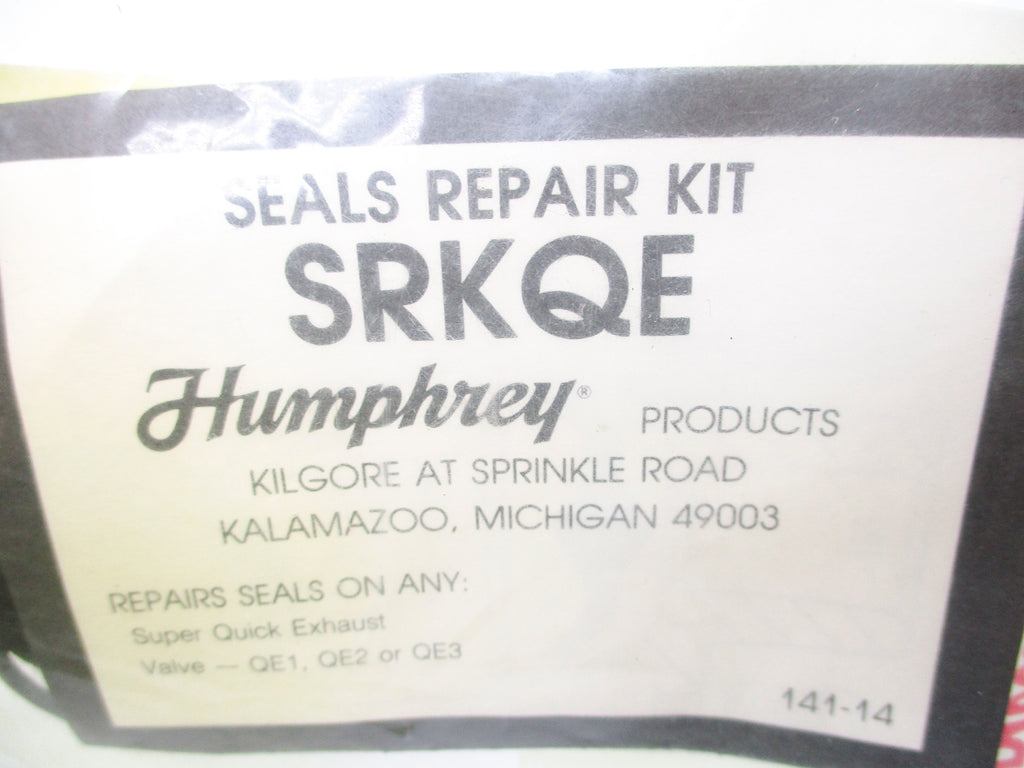 SEALS REPAIR KIT
SRKQE
Humphrey® PRODUCTS
KILGORE AT SPRINKLE ROAD
KALAMAZOO, MICHIGAN 49003
REPAIRS SEALS ON ANY:
Super Quick Exhaust
Valve — QE1, QE2 or QE3
141-14